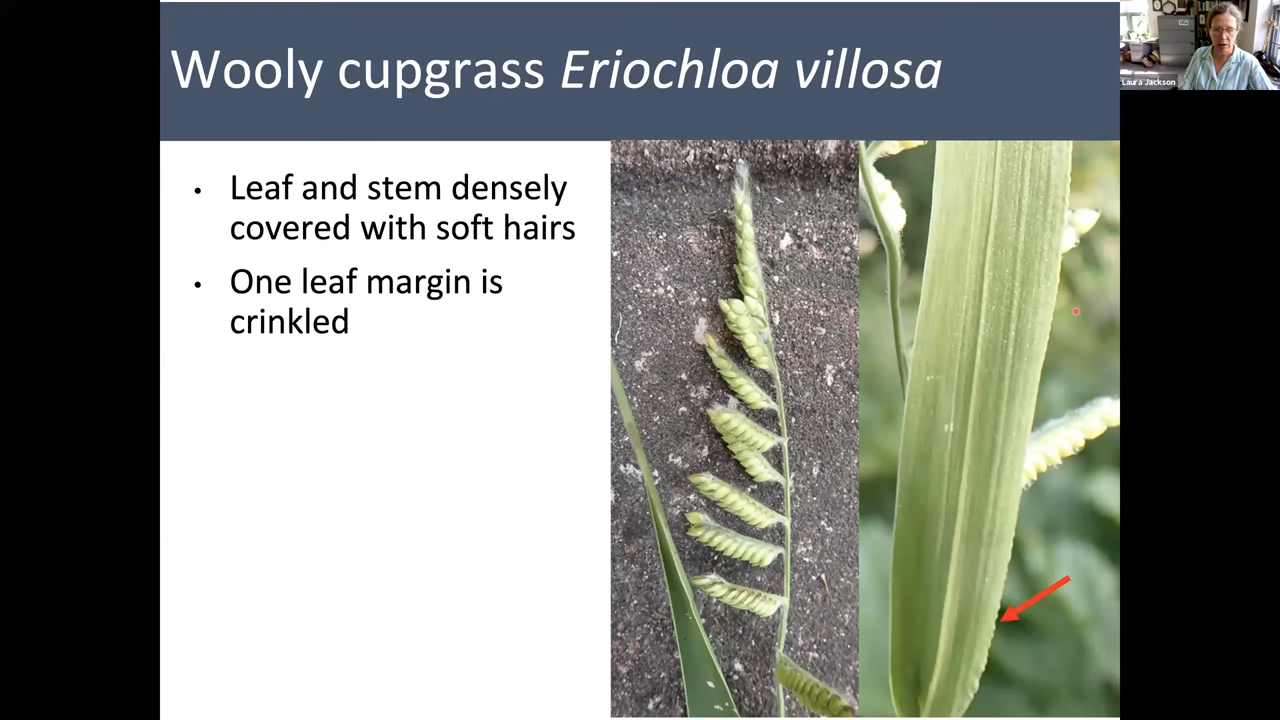 Wooly cupgrass Eriochloa villosa
Laura Jackson
• Leaf and stem densely
covered with soft hairs
• One leaf margin is
crinkled